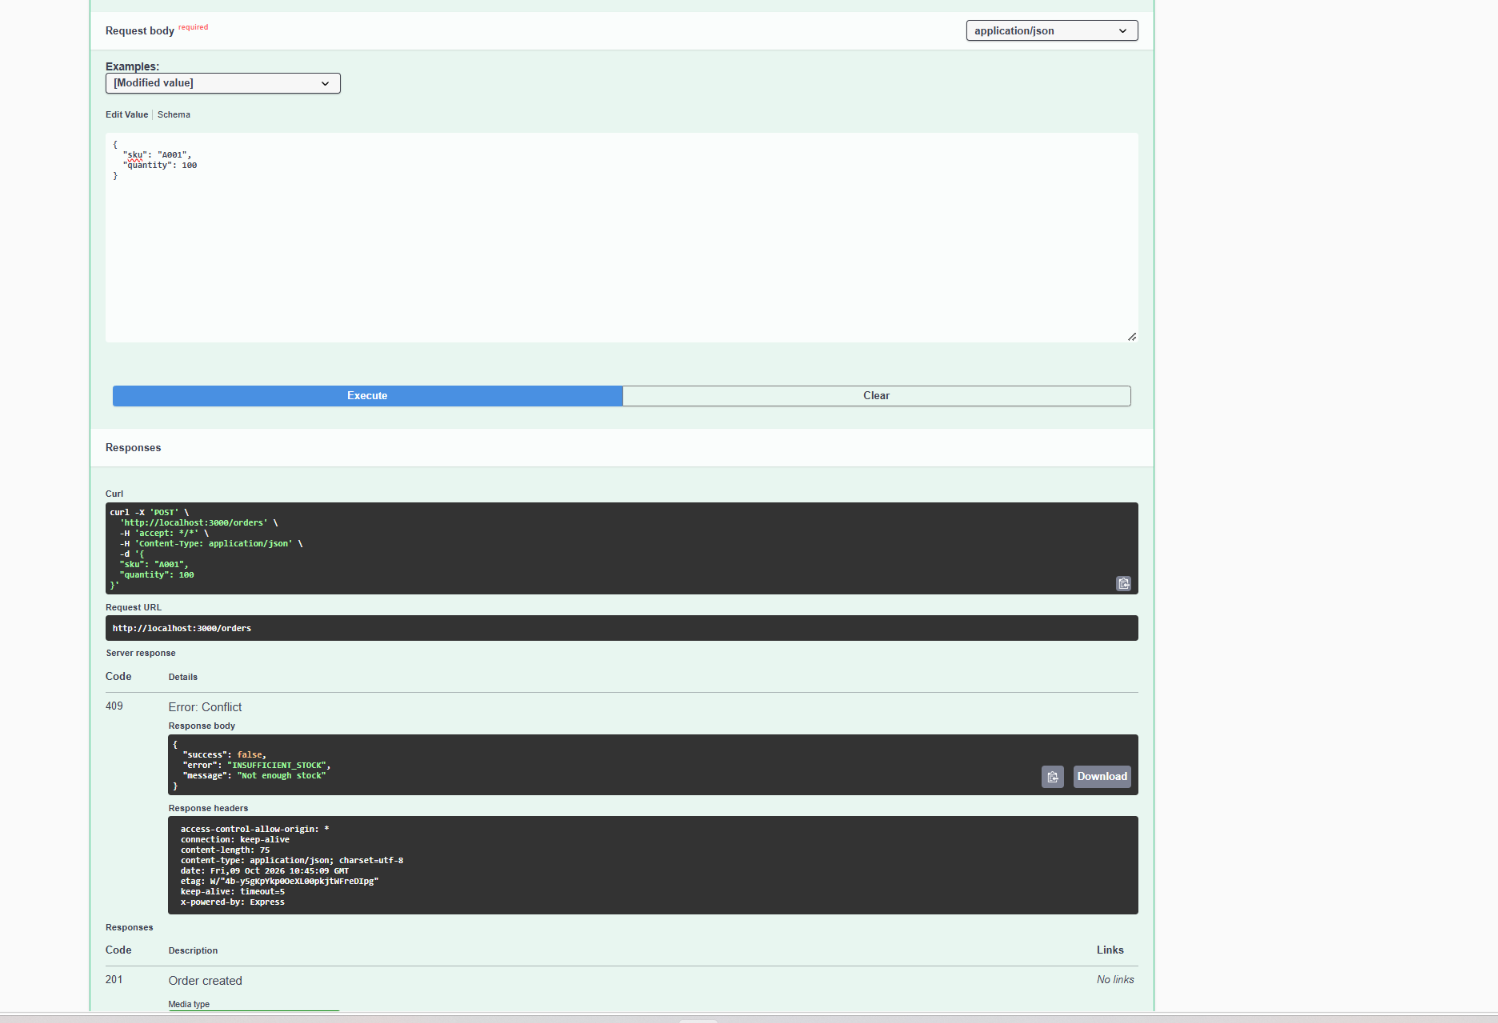 Request body required
application/json
Examples:
[Modified value]
Edit Value | Schema
{
"sku": "A001",
"quantity": 100
}
Execute
Clear
Responses
Curl
curl -X 'POST' \
'http://localhost:3000/orders' \
-H 'accept: */*' \
-H 'Content-Type: application/json' \
-d '{
"sku": "A001",
"quantity": 100
}'
Request URL
http://localhost:3000/orders
Server response
Code Details
409 Error: Conflict
Response body
{
"success": false,
"error": "INSUFFICIENT_STOCK",
"message": "Not enough stock"
}
Download
Response headers
access-control-allow-origin: *
connection: keep-alive
content-length: 75
content-type: application/json; charset=utf-8
date: Fri,09 Oct 2026 10:45:09 GMT
etag: W/"4b-ySgKpYkp0OeXL00pkjtWFreDIpg"
keep-alive: timeout=5
x-powered-by: Express
Responses
Code Description Links
201 Order created No links
Media type